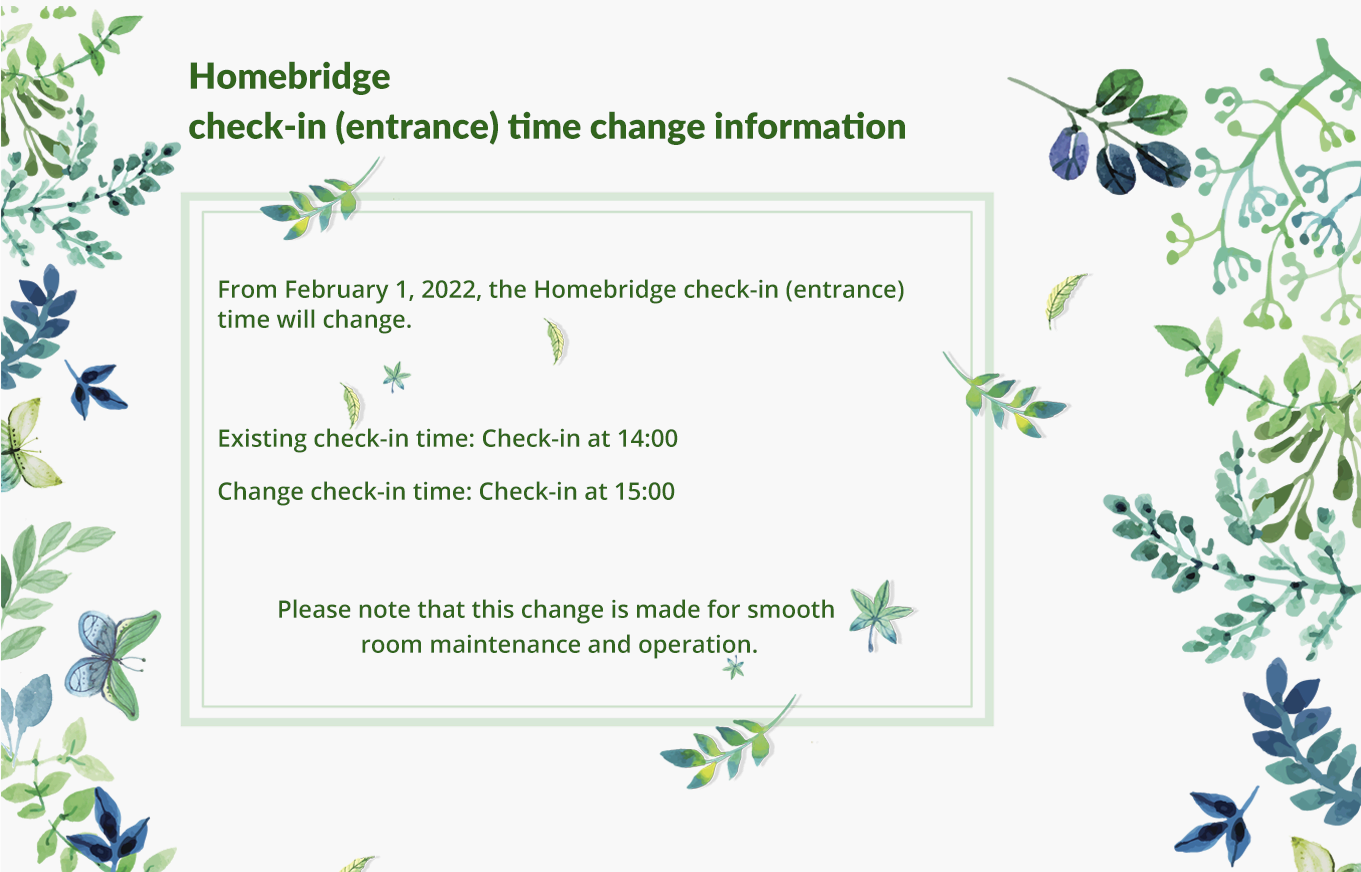 Homebridge
check-in (entrance) time change information
From February 1, 2022, the Homebridge check-in (entrance)
time will change.
Existing check-in time: Check-in at 14:00
Change check-in time: Check-in at 15:00
Please note that this change is made for smooth
room maintenance and operation.